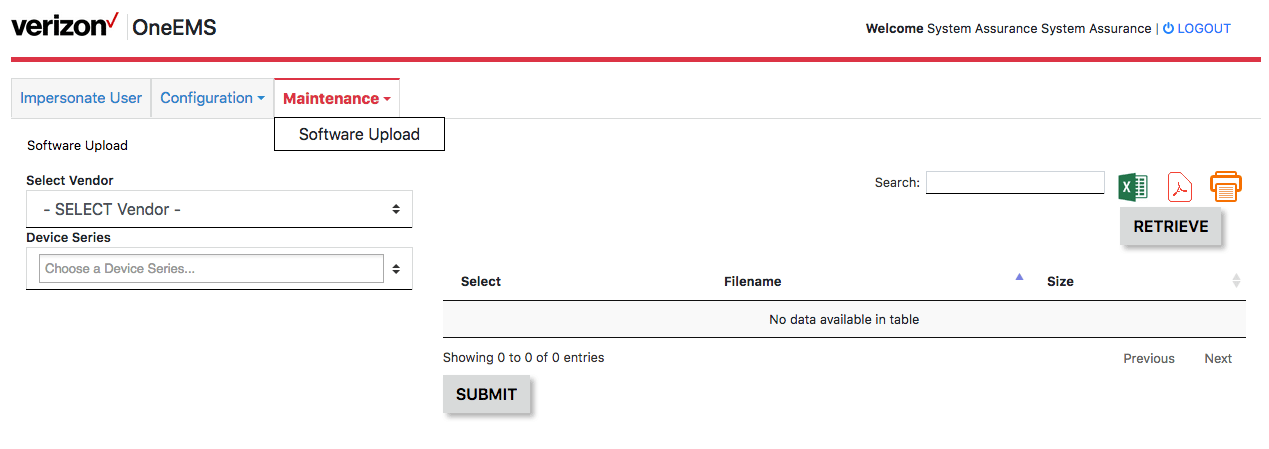 verizon✓ OneEMS
Welcome System Assurance System Assurance | LOGOUT
Impersonate User Configuration Maintenance
Software Upload
Software Upload
Select Vendor
- SELECT Vendor -
Device Series
Choose a Device Series...
Search:
RETRIEVE
Select Filename Size
No data available in table
Showing 0 to 0 of 0 entries Previous Next
SUBMIT